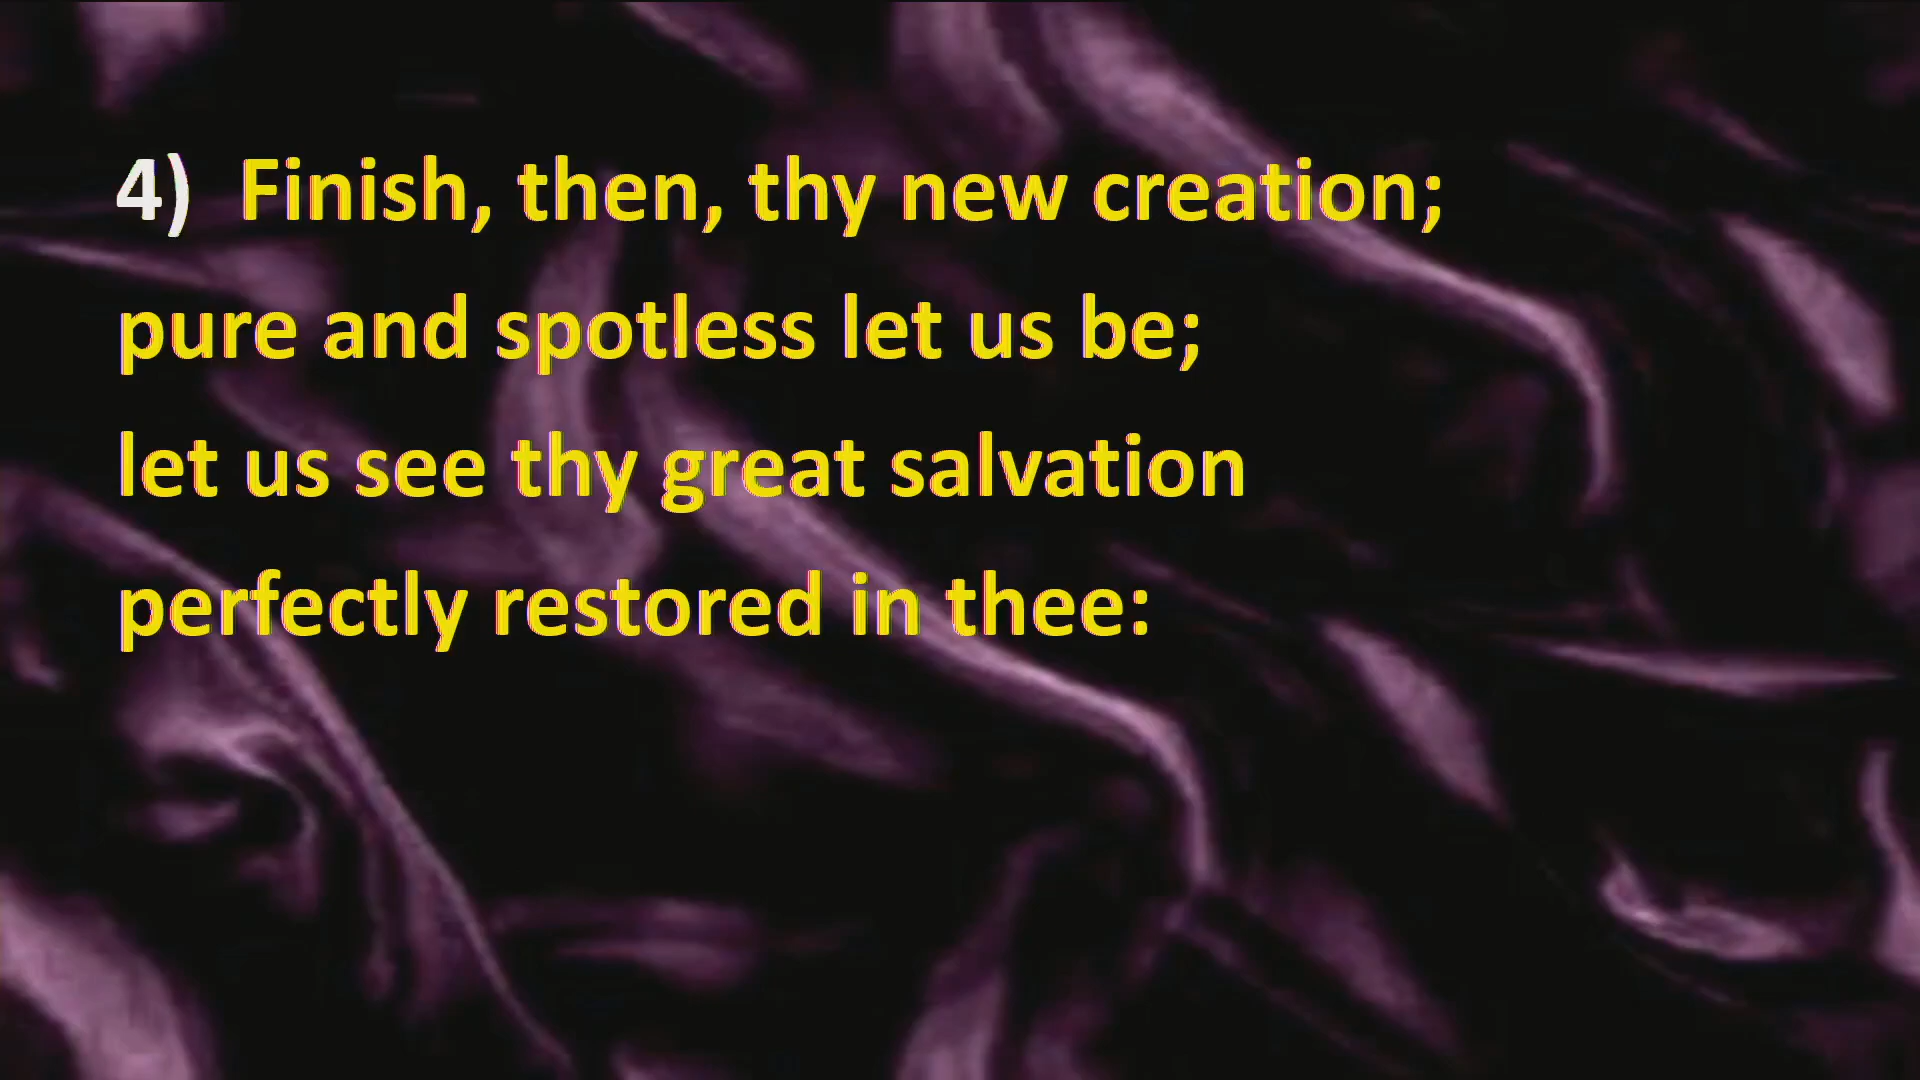 4) Finish, then, thy new creation;
pure and spotless let us be;
let us see thy great salvation
perfectly restored in thee: